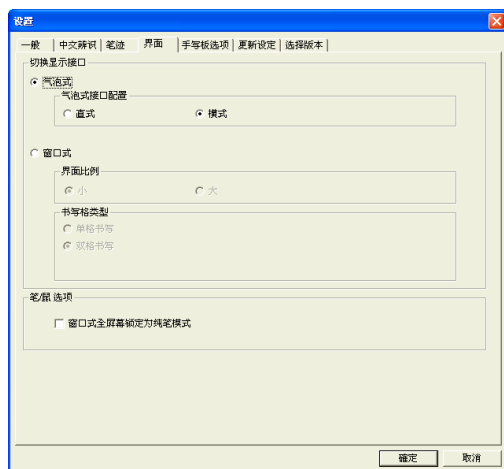 设置
一般 中文辨识 笔迹 界面 手写板选项 更新设定 选择版本
切换显示接口
气泡式
气泡式接口配置
直式 横式
窗口式
界面比例
小 大
书写格类型
单格书写
双格书写
笔/鼠 选项
窗口式全屏幕锁定为纯笔模式
確定 取消